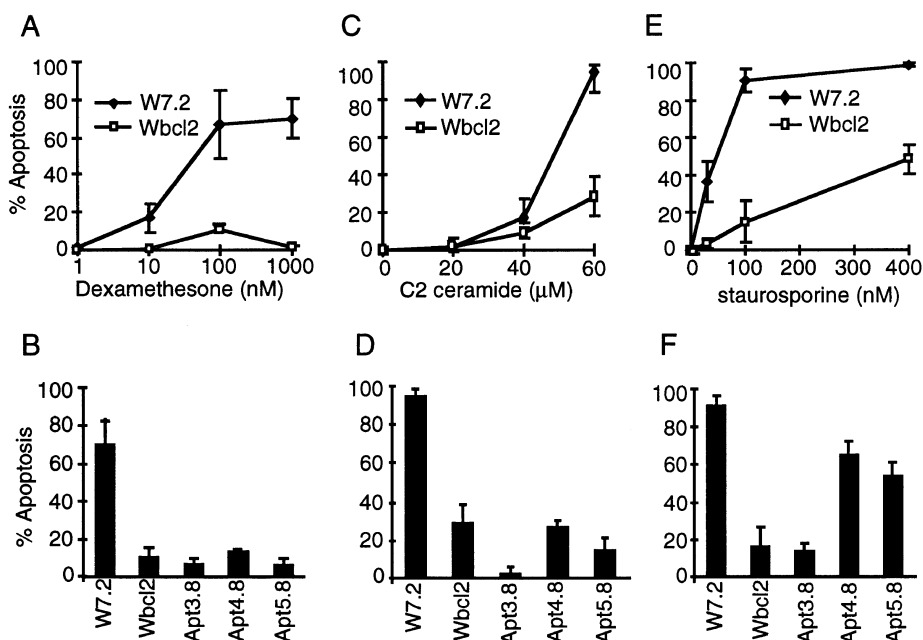 A
% Apoptosis
100
80
60
40
20
0
W7.2
Wbcl2
1
10
100
1000
Dexamethesone (nM)
C
100
80
60
40
20
0
W7.2
Wbcl2
0
20
40
60
C2 ceramide (µM)
E
100
80
60
40
20
0
W7.2
Wbcl2
0
100
200
300
400
staurosporine (nM)
B
% Apoptosis
100
80
60
40
20
0
W7.2
Wbcl2
Apt3.8
Apt4.8
Apt5.8
D
100
80
60
40
20
0
W7.2
Wbcl2
Apt3.8
Apt4.8
Apt5.8
F
100
80
60
40
20
0
W7.2
Wbcl2
Apt3.8
Apt4.8
Apt5.8